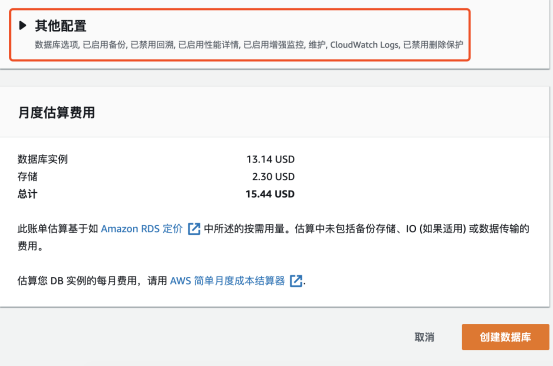 其他配置
数据库选项, 已启用备份, 已禁用回溯, 已启用性能详情, 已启用增强监控, 维护, CloudWatch Logs, 已禁用删除保护
月度估算费用
数据库实例 13.14 USD
存储 2.30 USD
总计 15.44 USD
此账单估算基于如 Amazon RDS 定价 中所述的按需用量。估算中未包括备份存储、IO (如果适用) 或数据传输的
费用。
估算您 DB 实例的每月费用，请用 AWS 简单月度成本结算器 .
取消 创建数据库